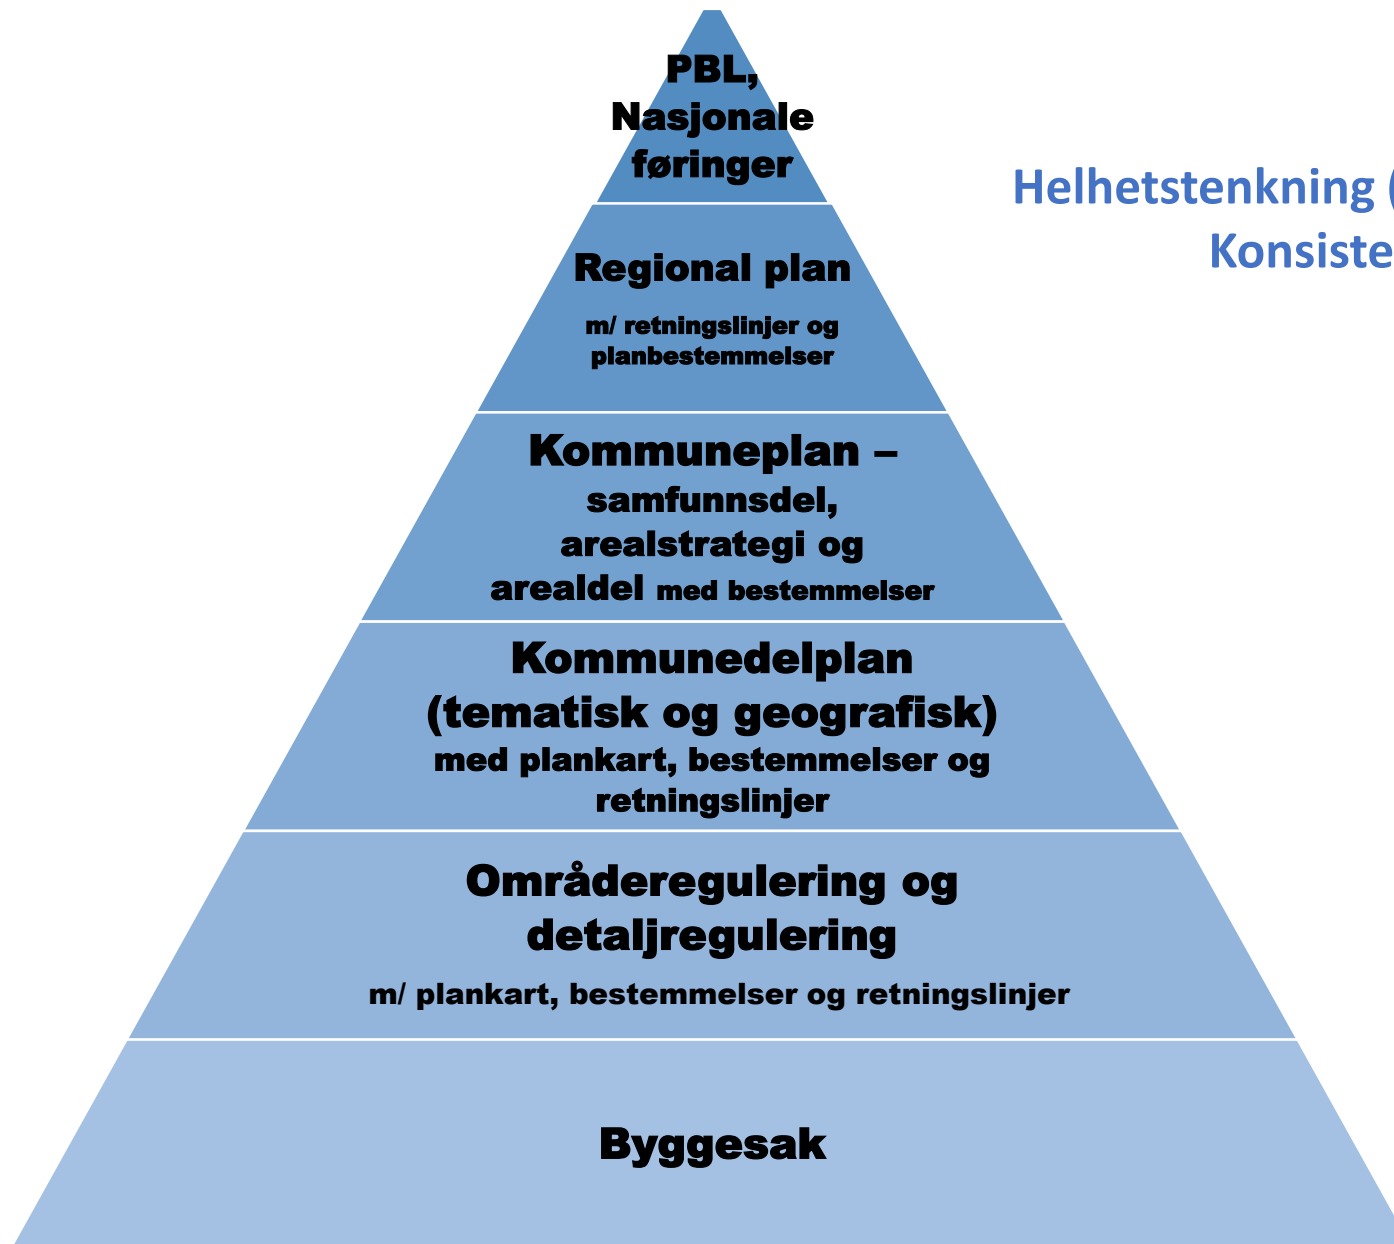 PBL,
Nasjonale
føringer
Helhetstenkning (
Regional plan
m/ retningslinjer og
planbestemmelser
Kommuneplan –
samfunnsdel,
arealstrategi og
arealdel med bestemmelser
Kommunedelplan
(tematisk og geografisk)
med plankart, bestemmelser og
retningslinjer
Områderegulering og
detaljregulering
m/ plankart, bestemmelser og retningslinjer
Byggesak